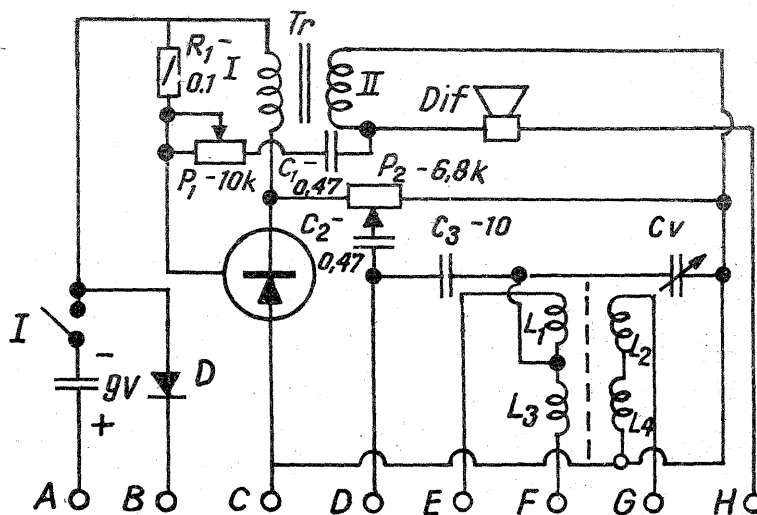 Tr
R1- I
0.1
II
Dif
P1-10k
C1-
0,47
P2-6,8k
C2-
0,47
C3-10
Cv
I
-
9V
+
D
L1
L2
L3
L4
A B C D E F G H